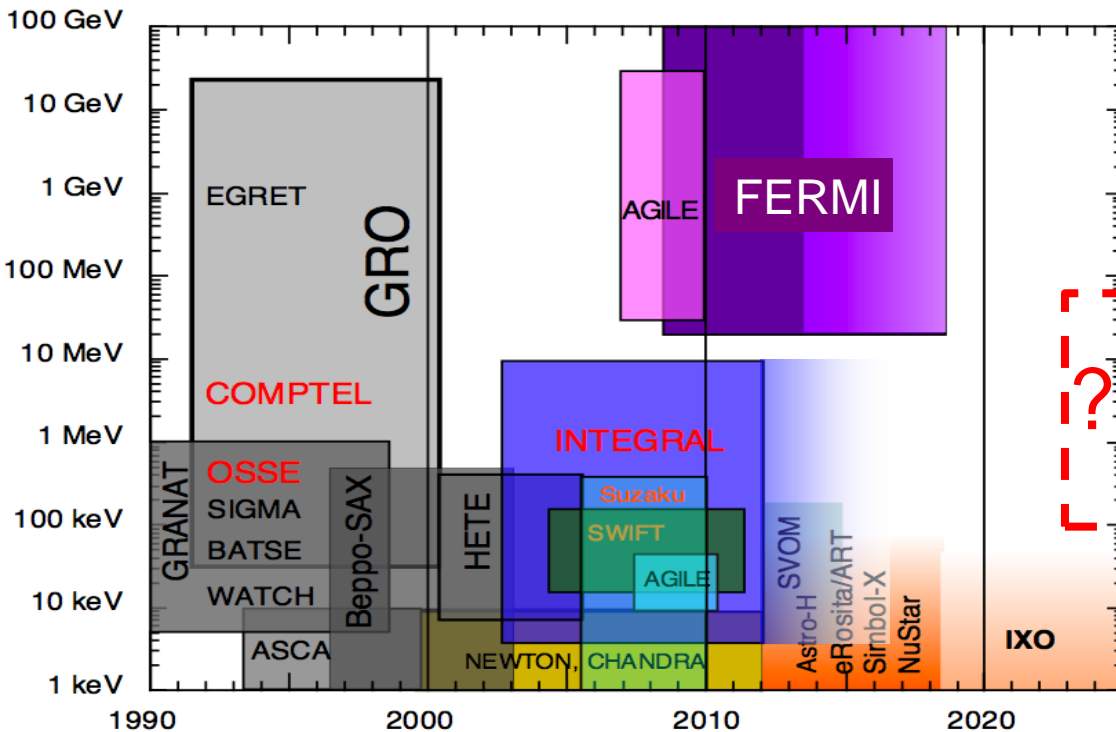 100 GeV
10 GeV
1 GeV
100 MeV
10 MeV
1 MeV
100 keV
10 keV
1 keV
EGRET
GRO
COMPTEL
OSSE
SIGMA
BATSE
WATCH
GRANAT
ASCA
Beppo-SAX
HETE
AGILE
FERMI
INTEGRAL
Suzaku
SWIFT
AGILE
NEWTON, CHANDRA
SVOM
Astro-H
eRosita/ART
Simbol-X
NuStar
IXO
?
1990
2000
2010
2020